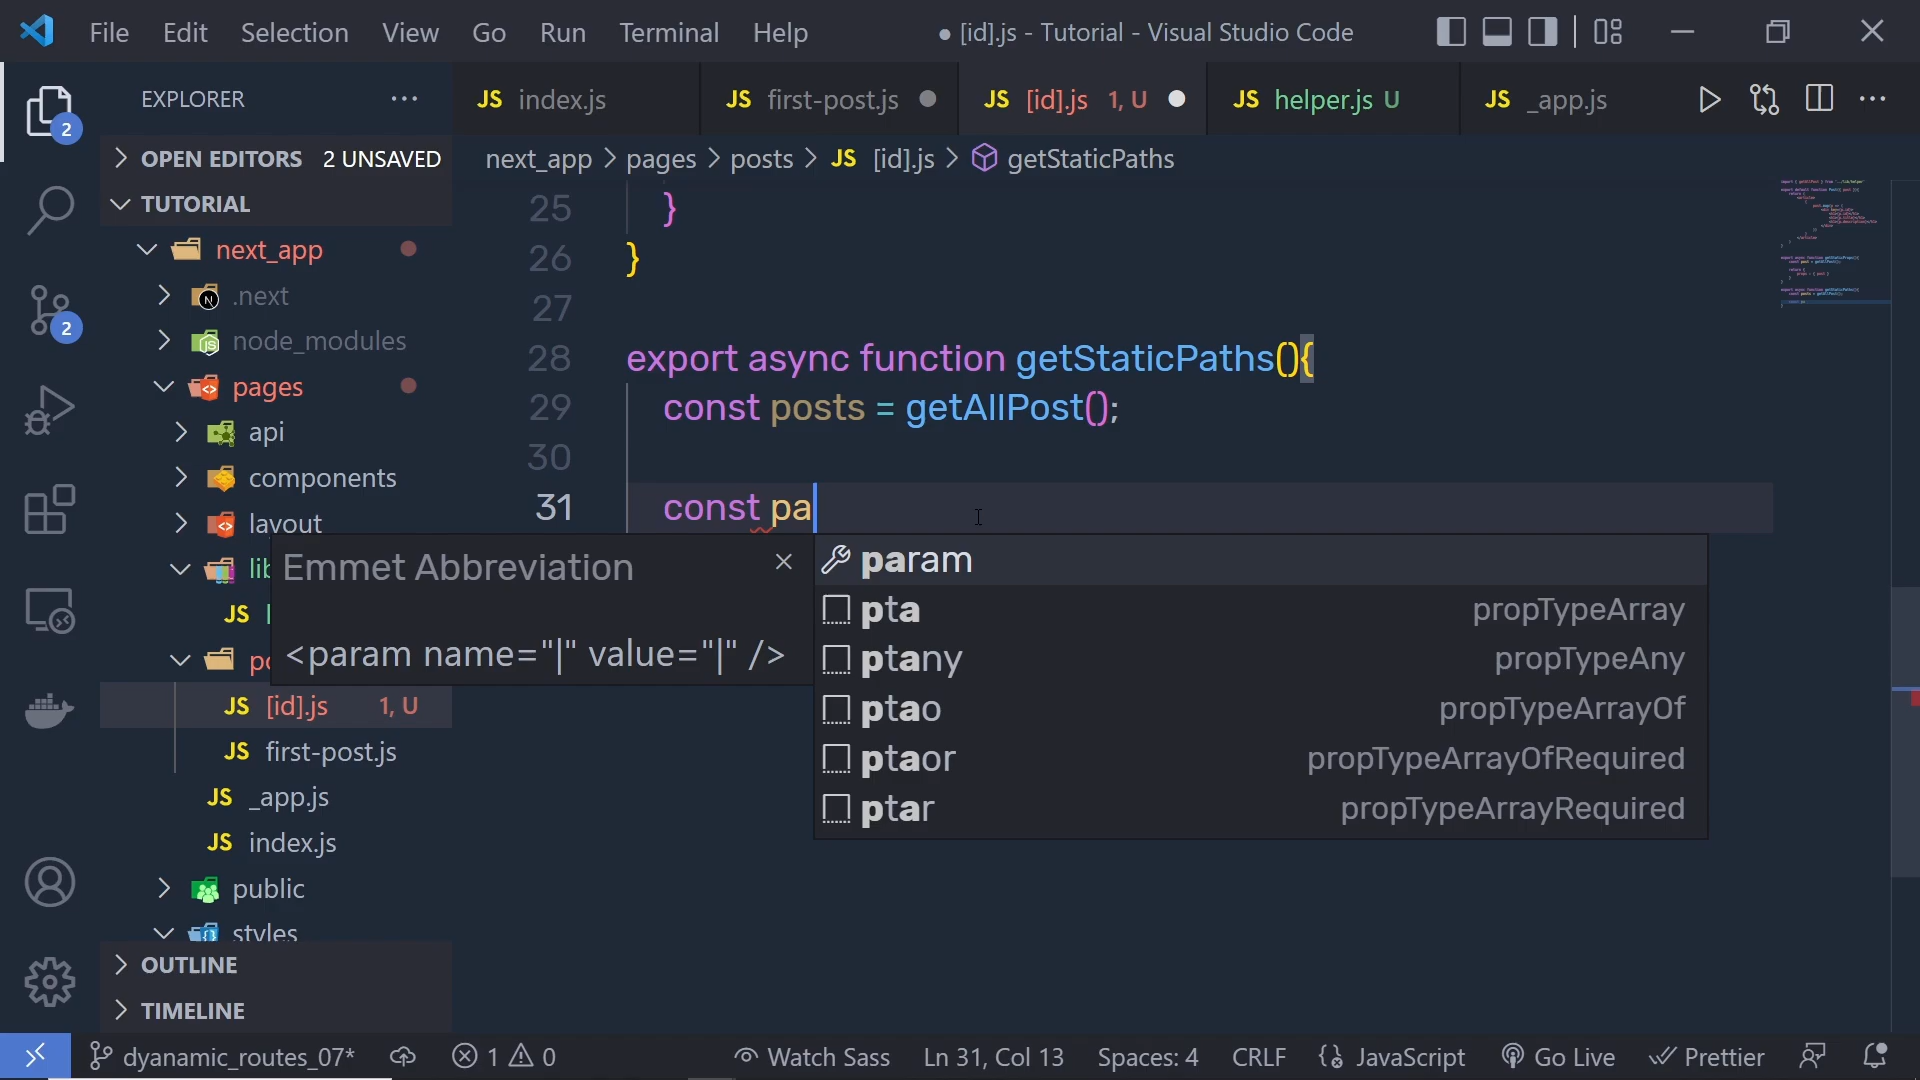 File Edit Selection View Go Run Terminal Help ● [id].js - Tutorial - Visual Studio Code
EXPLORER ···
JS index.js JS first-post.js JS [id].js 1, U JS helper.js U JS _app.js
OPEN EDITORS 2 UNSAVED
next_app > pages > posts > JS [id].js > getStaticPaths
TUTORIAL
next_app
.next
node_modules
pages
api
components
layout
lib
JS
po
JS [id].js 1, U
JS first-post.js
JS _app.js
JS index.js
public
styles
OUTLINE
TIMELINE
25 }
26 }
27
28 export async function getStaticPaths(){
29 const posts = getAllPost();
30
31 const pa
Emmet Abbreviation
<param name="|" value="|" />
param
pta propTypeArray
ptany propTypeAny
ptao propTypeArrayOf
ptaor propTypeArrayOfRequired
ptar propTypeArrayRequired
2
2
dyanamic_routes_07* 1 0 Watch Sass Ln 31, Col 13 Spaces: 4 CRLF JavaScript Go Live Prettier